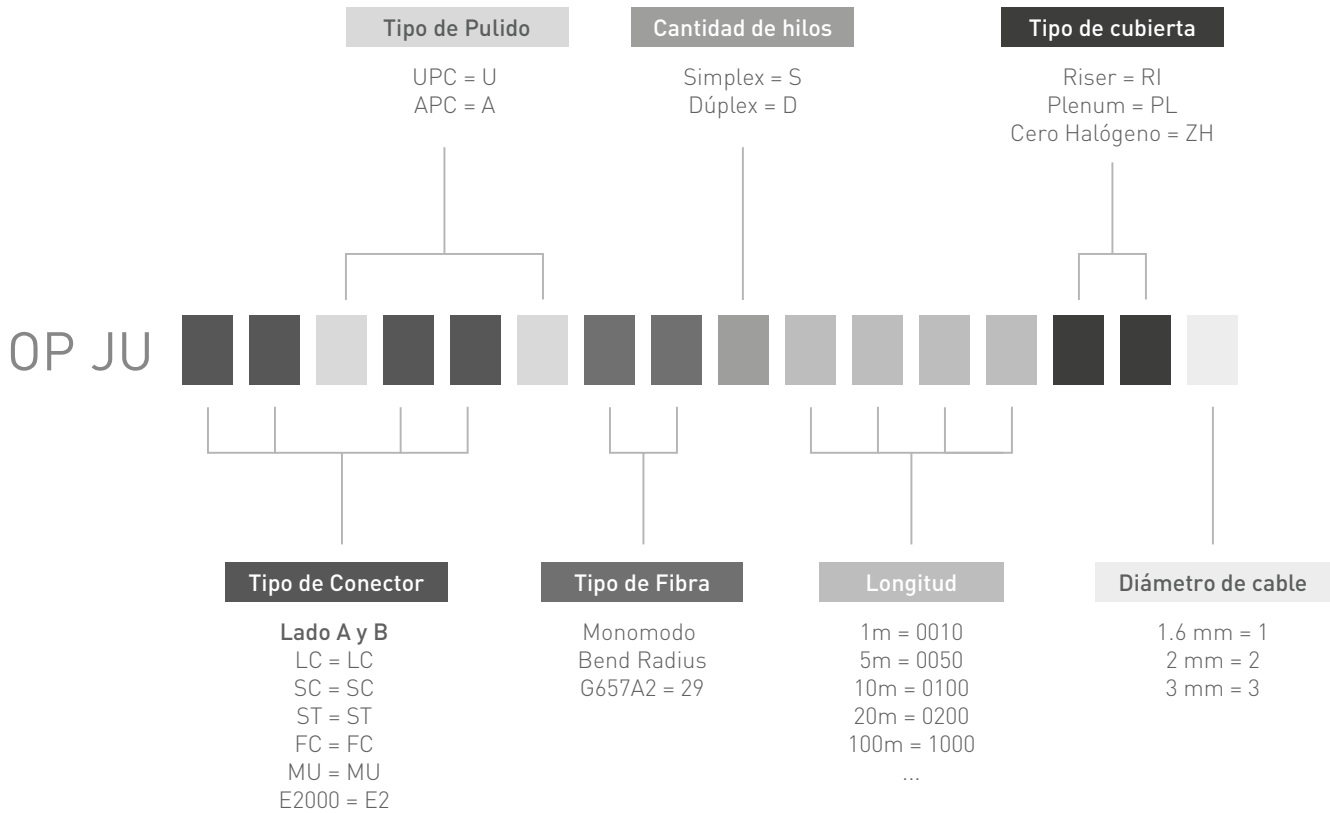 Tipo de Pulido
UPC = U
APC = A
Cantidad de hilos
Simplex = S
Dúplex = D
Tipo de cubierta
Riser = RI
Plenum = PL
Cero Halógeno = ZH
OP JU
Tipo de Conector
Lado A y B
LC = LC
SC = SC
ST = ST
FC = FC
MU = MU
E2000 = E2
Tipo de Fibra
Monomodo
Bend Radius
G657A2 = 29
Longitud
1m = 0010
5m = 0050
10m = 0100
20m = 0200
100m = 1000
...
Diámetro de cable
1.6 mm = 1
2 mm = 2
3 mm = 3